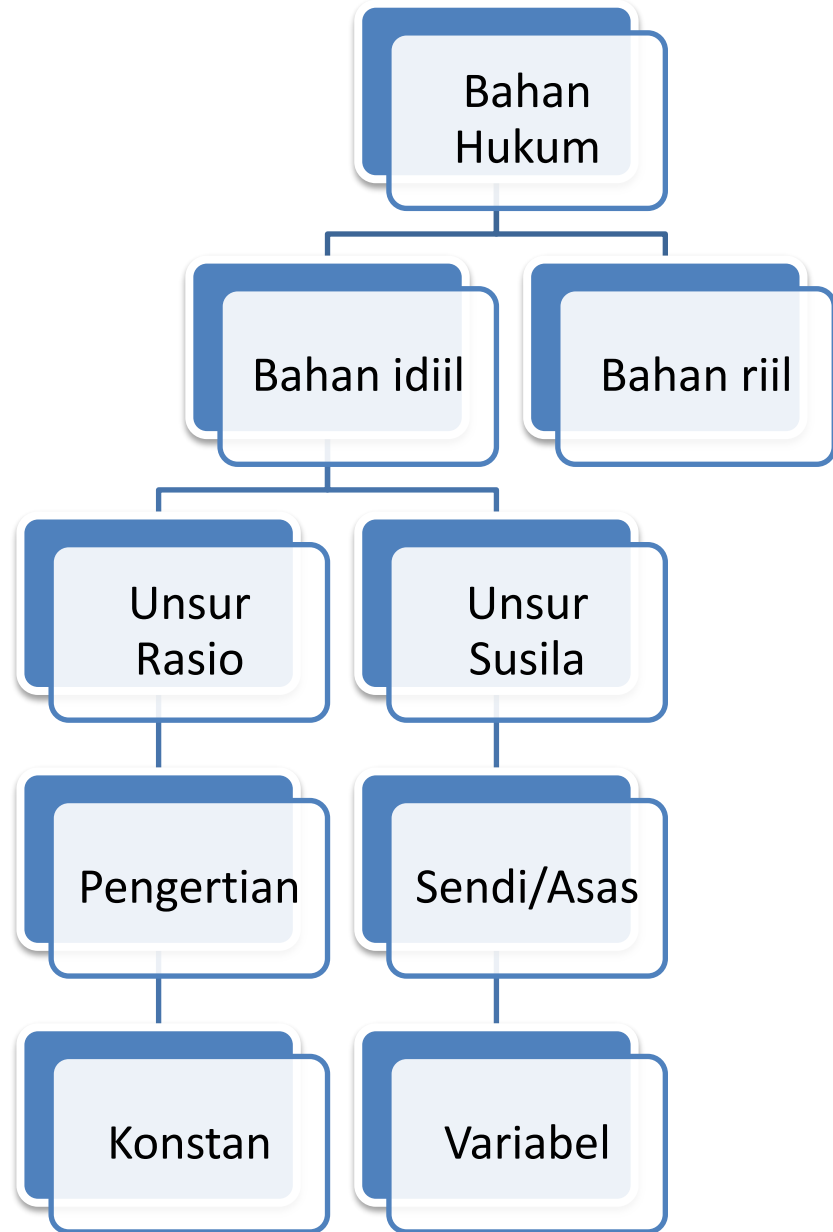 Bahan
Hukum
Bahan idiil
Bahan riil
Unsur
Rasio
Unsur
Susila
Pengertian
Sendi/Asas
Konstan
Variabel